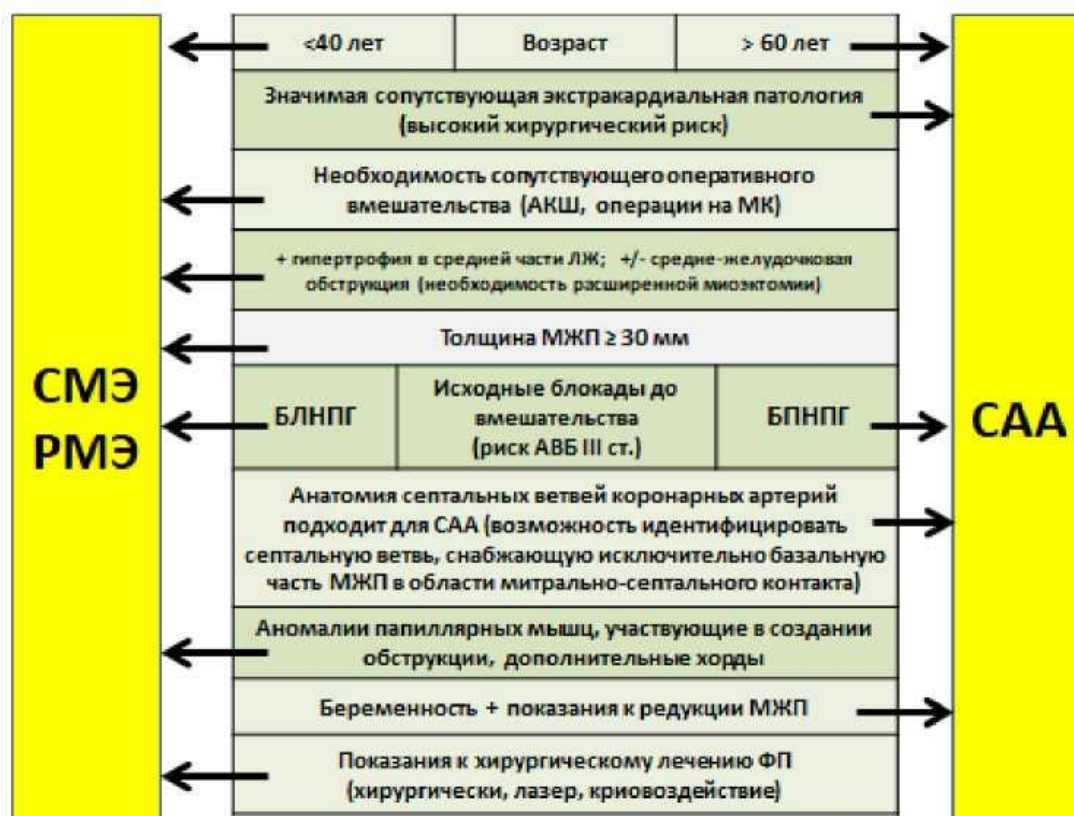 <40 лет Возраст > 60 лет
Значимая сопутствующая экстракардиальная патология
(высокий хирургический риск)
Необходимость сопутствующего оперативного
вмешательства (АКШ, операции на МК)
+ гипертрофия в средней части ЛЖ; +/- средне-желудочковая
обструкция (необходимость расширенной миоэктомии)
Толщина МЖП ≥ 30 мм
СМЭ
РМЭ
БЛНПГ
Исходные блокады до
вмешательства
(риск АВБ III ст.)
БПНПГ
САА
Анатомия септальных ветвей коронарных артерий
подходит для САА (возможность идентифицировать
септальную ветвь, снабжающую исключительно базальную
часть МЖП в области митрально-септального контакта)
Аномалии папиллярных мышц, участвующие в создании
обструкции, дополнительные хорды
Беременность + показания к редукции МЖП
Показания к хирургическому лечению ФП
(хирургически, лазер, криовоздействие)